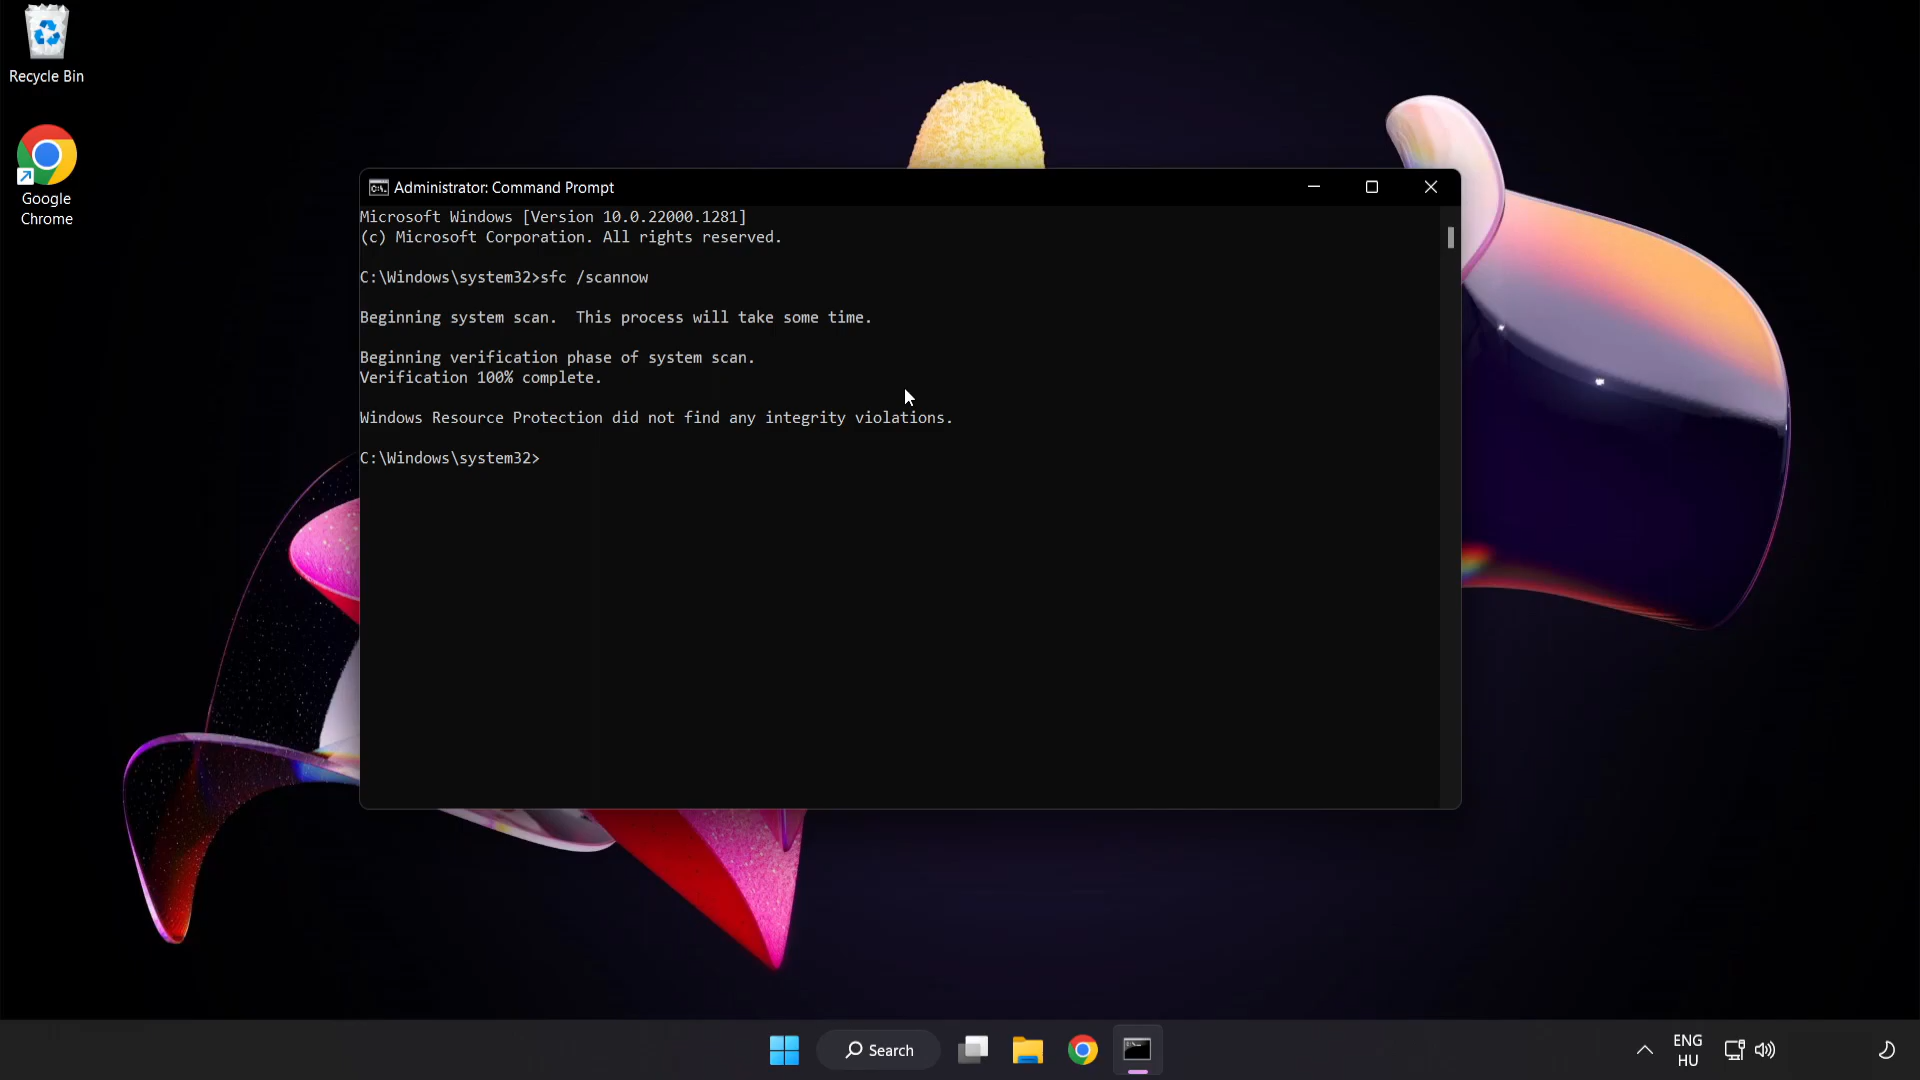 Recycle Bin
Google
Chrome
Administrator: Command Prompt
Microsoft Windows [Version 10.0.22000.1281]
(c) Microsoft Corporation. All rights reserved.
C:\Windows\system32>sfc /scannow
Beginning system scan.  This process will take some time.
Beginning verification phase of system scan.
Verification 100% complete.
Windows Resource Protection did not find any integrity violations.
C:\Windows\system32>
Search
ENG
HU